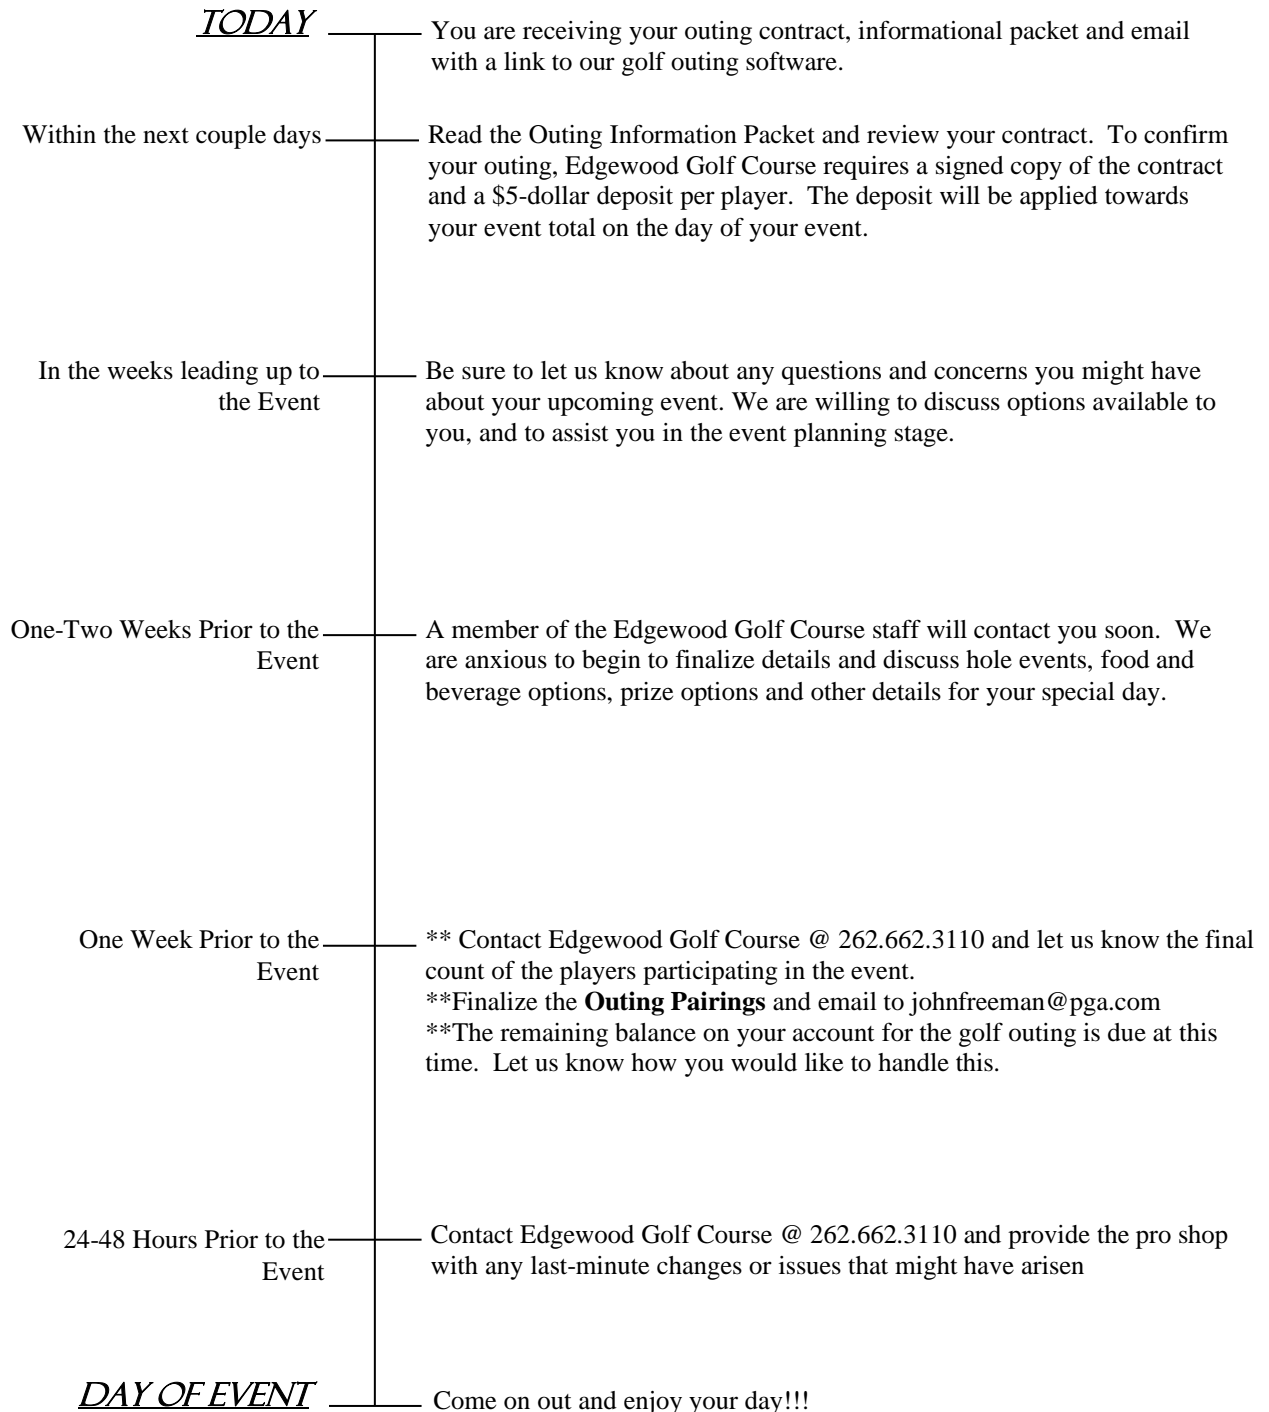 TODAY
You are receiving your outing contract, informational packet and email
with a link to our golf outing software.
Within the next couple days
Read the Outing Information Packet and review your contract.  To confirm
your outing, Edgewood Golf Course requires a signed copy of the contract
and a $5-dollar deposit per player.  The deposit will be applied towards
your event total on the day of your event.
In the weeks leading up to
the Event
Be sure to let us know about any questions and concerns you might have
about your upcoming event. We are willing to discuss options available to
you, and to assist you in the event planning stage.
One-Two Weeks Prior to the
Event
A member of the Edgewood Golf Course staff will contact you soon.  We
are anxious to begin to finalize details and discuss hole events, food and
beverage options, prize options and other details for your special day.
One Week Prior to the
Event
** Contact Edgewood Golf Course @ 262.662.3110 and let us know the final
count of the players participating in the event.
**Finalize the Outing Pairings and email to johnfreeman@pga.com
**The remaining balance on your account for the golf outing is due at this
time.  Let us know how you would like to handle this.
24-48 Hours Prior to the
Event
Contact Edgewood Golf Course @ 262.662.3110 and provide the pro shop
with any last-minute changes or issues that might have arisen
DAY OF EVENT
Come on out and enjoy your day!!!